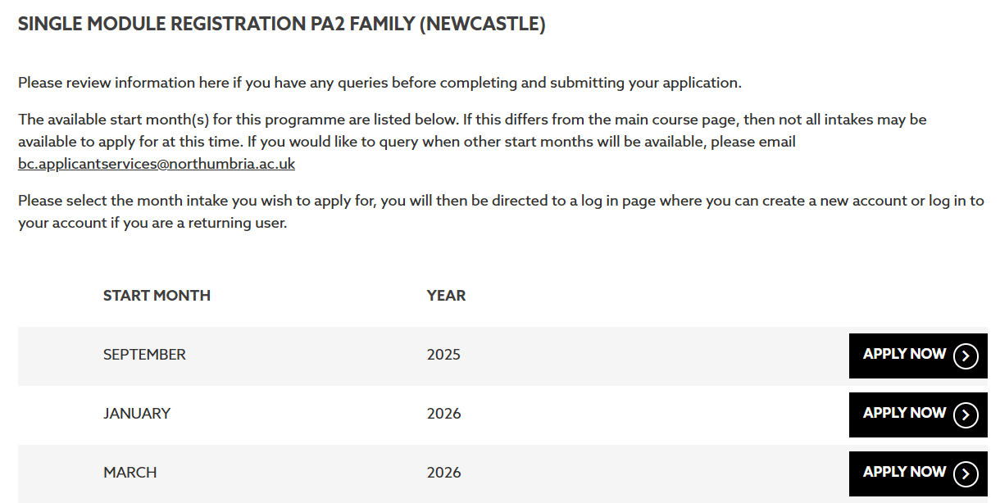 SINGLE MODULE REGISTRATION PA2 FAMILY (NEWCASTLE)
Please review information here if you have any queries before completing and submitting your application.
The available start month(s) for this programme are listed below. If this differs from the main course page, then not all intakes may be
available to apply for at this time. If you would like to query when other start months will be available, please email
bc.applicantservices@northumbria.ac.uk
Please select the month intake you wish to apply for, you will then be directed to a log in page where you can create a new account or log in to
your account if you are a returning user.
START MONTH YEAR
SEPTEMBER 2025 APPLY NOW
JANUARY 2026 APPLY NOW
MARCH 2026 APPLY NOW